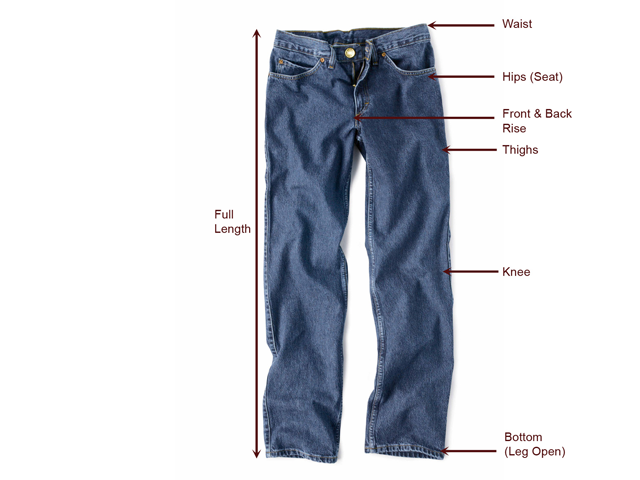 Waist
Hips (Seat)
Front & Back
Rise
Thighs
Full
Length
Knee
Bottom
(Leg Open)